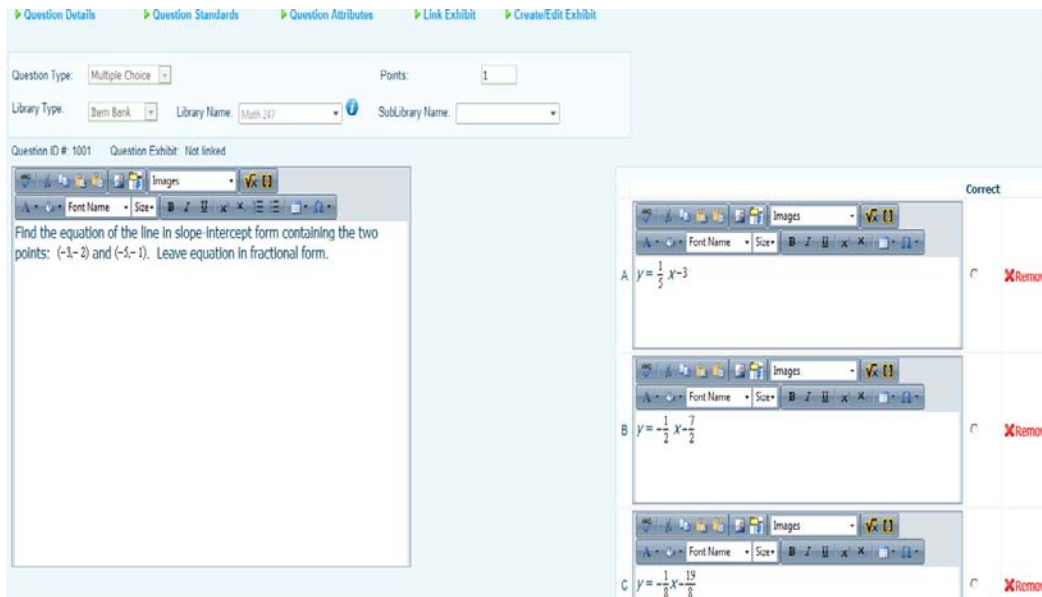 Question Details Question Standards Question Attributes Link Exhibit Create/Edit Exhibit
Question Type: Multiple Choice Points: 1
Library Type: Item Bank Library Name: Math 247 SubLibrary Name:
Question ID #: 1001 Question Exhibit: Not linked
Images
Font Name Size B I U
Find the equation of the line in slope-intercept form containing the two
points: (-3,-2) and (-5,-1). Leave equation in fractional form.
Correct
Images
Font Name Size B I U
A y = 1/5 x-3 Remov
Images
Font Name Size B I U
B y = -1/2 x-7/2 Remov
Images
Font Name Size B I U
C y = -1/8 x-19/8 Remov